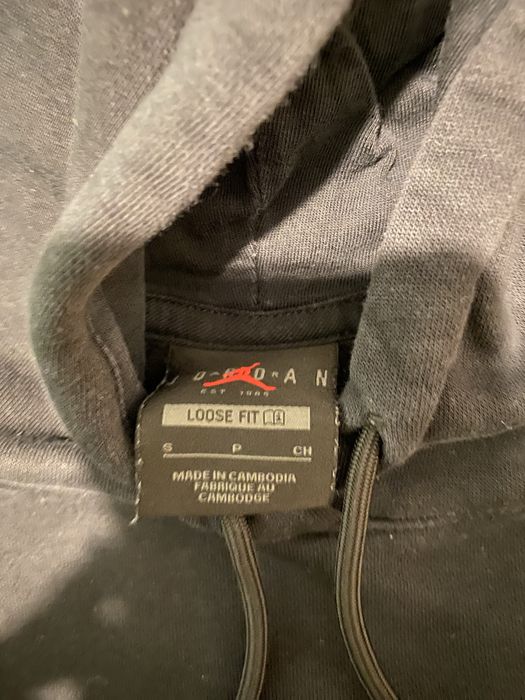 JORDAN
EST 1985
LOOSE FIT
S P CH
MADE IN CAMBODIA
FABRIQUE AU
CAMBODGE